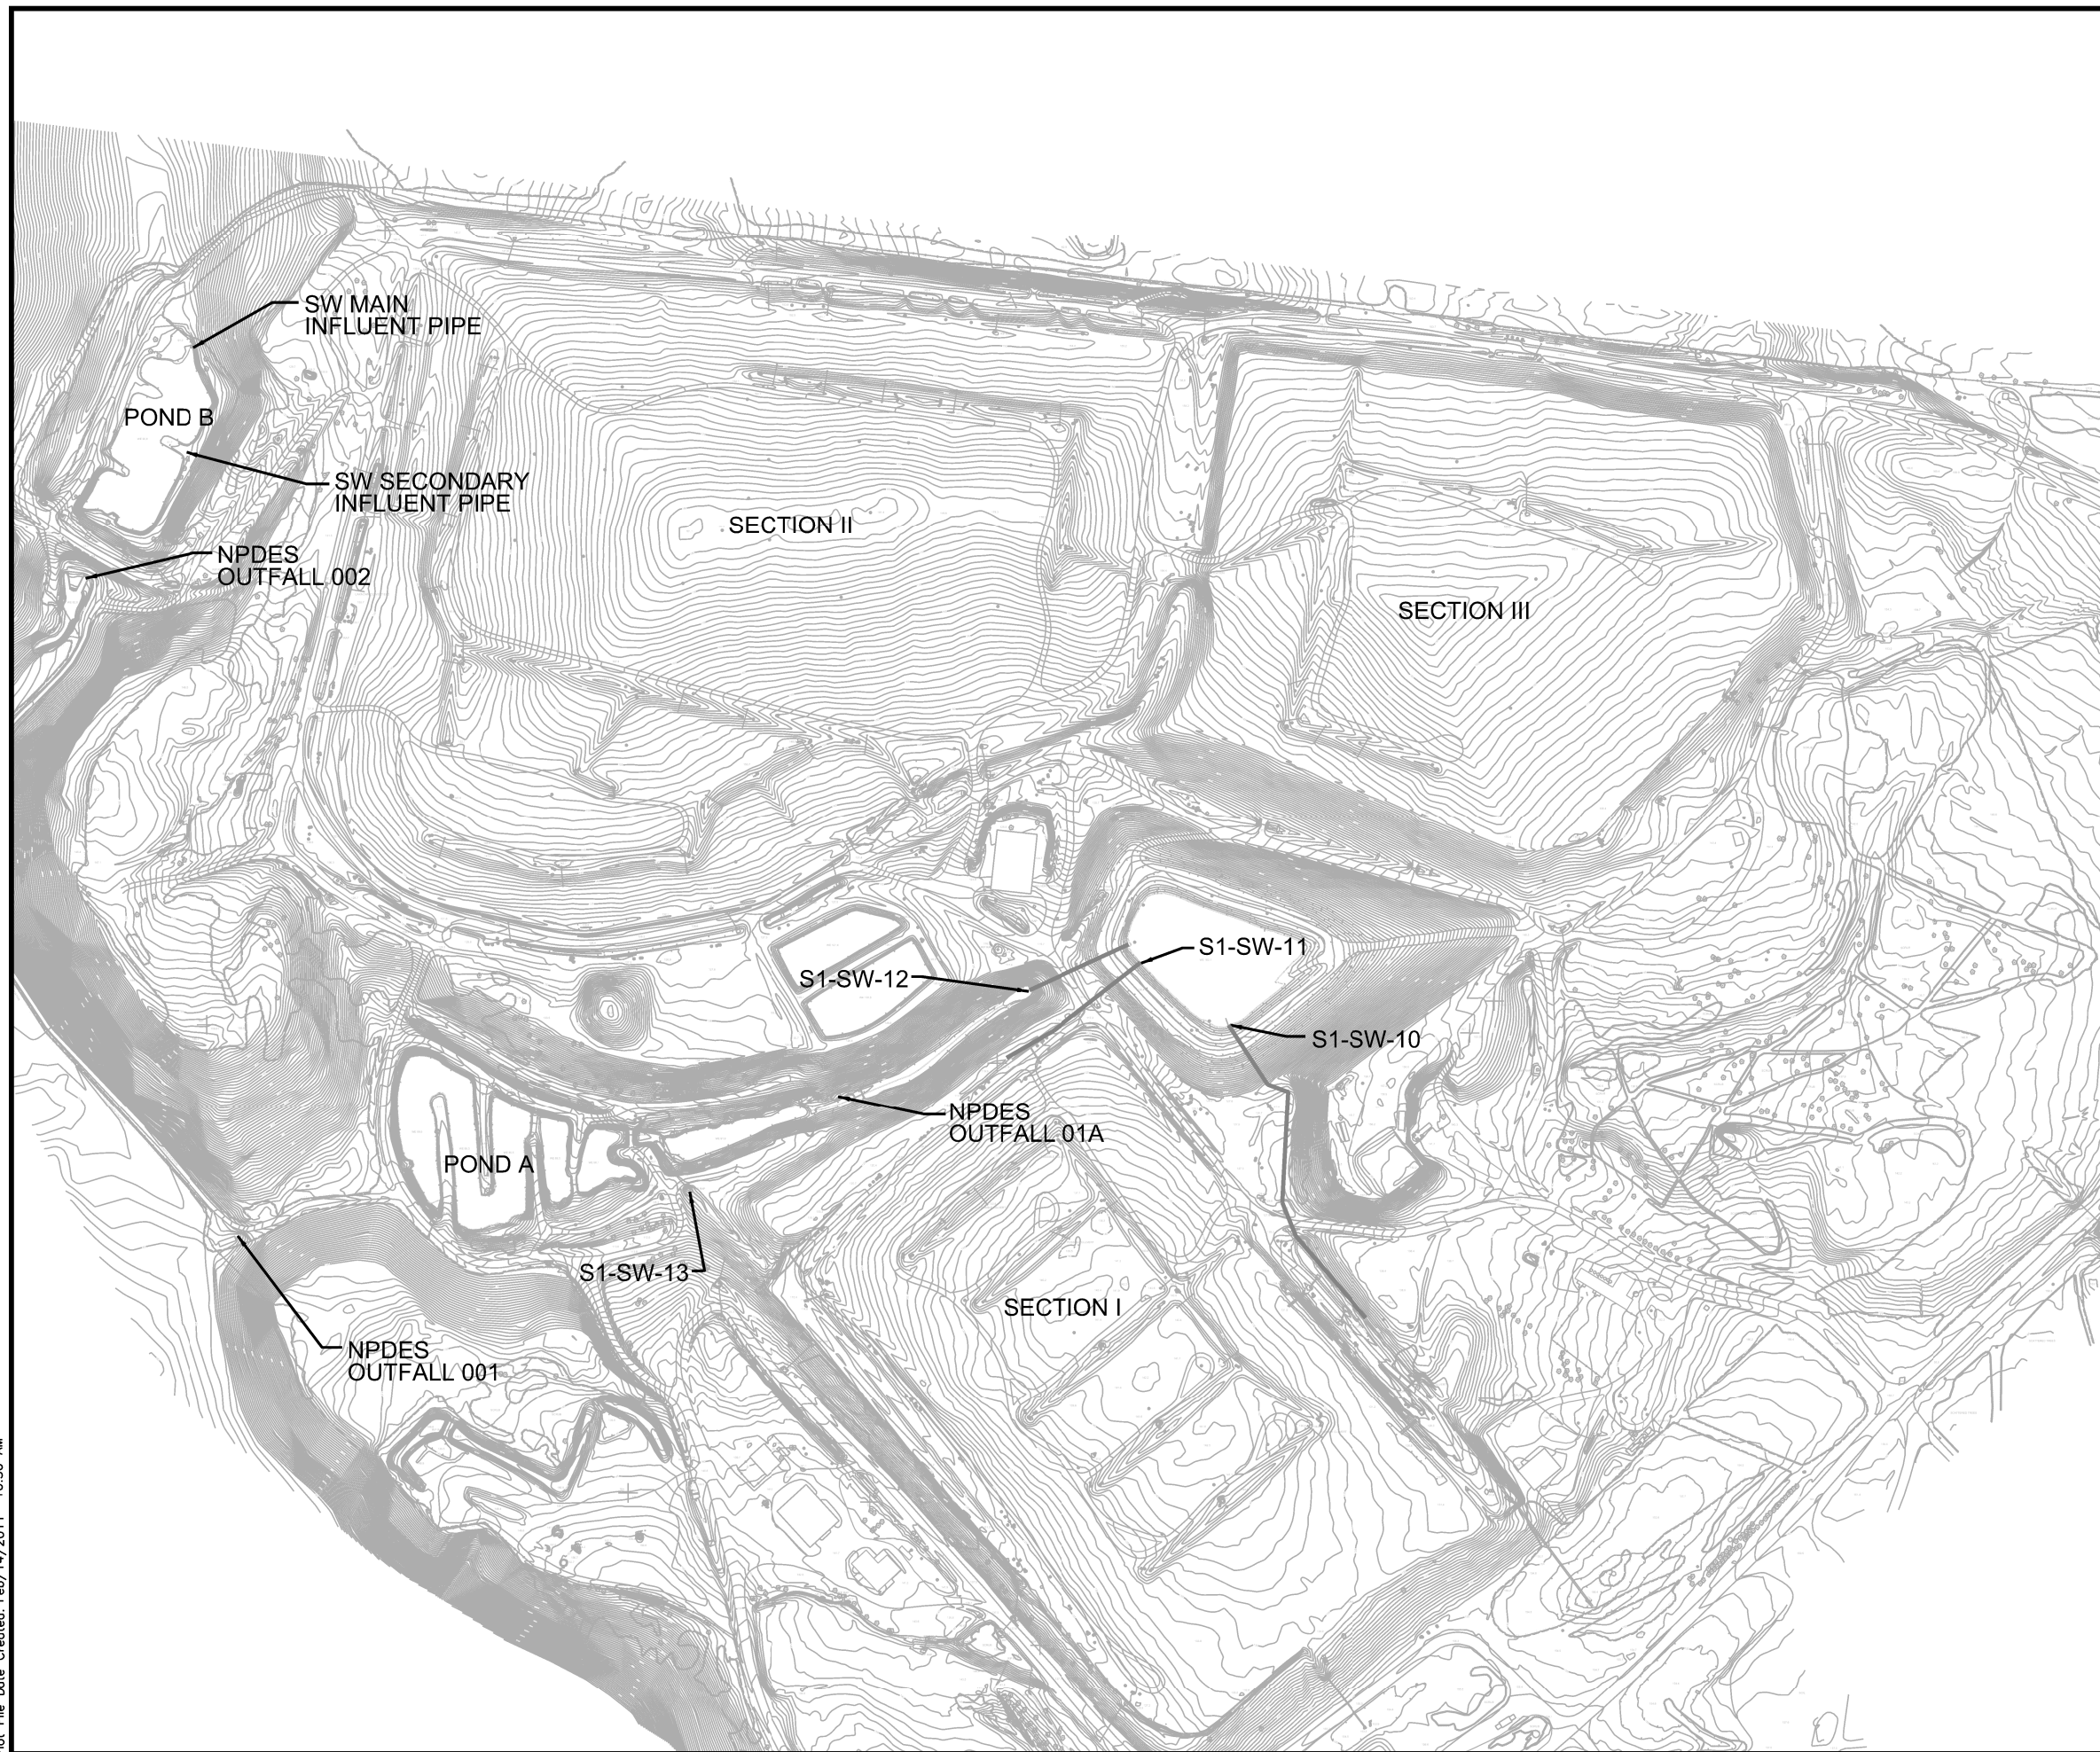 SW MAIN
INFLUENT PIPE
POND B
SW SECONDARY
INFLUENT PIPE
SECTION II
NPDES
OUTFALL 002
SECTION III
S1-SW-11
S1-SW-12
S1-SW-10
NPDES
OUTFALL 01A
POND A
S1-SW-13
SECTION I
NPDES
OUTFALL 001